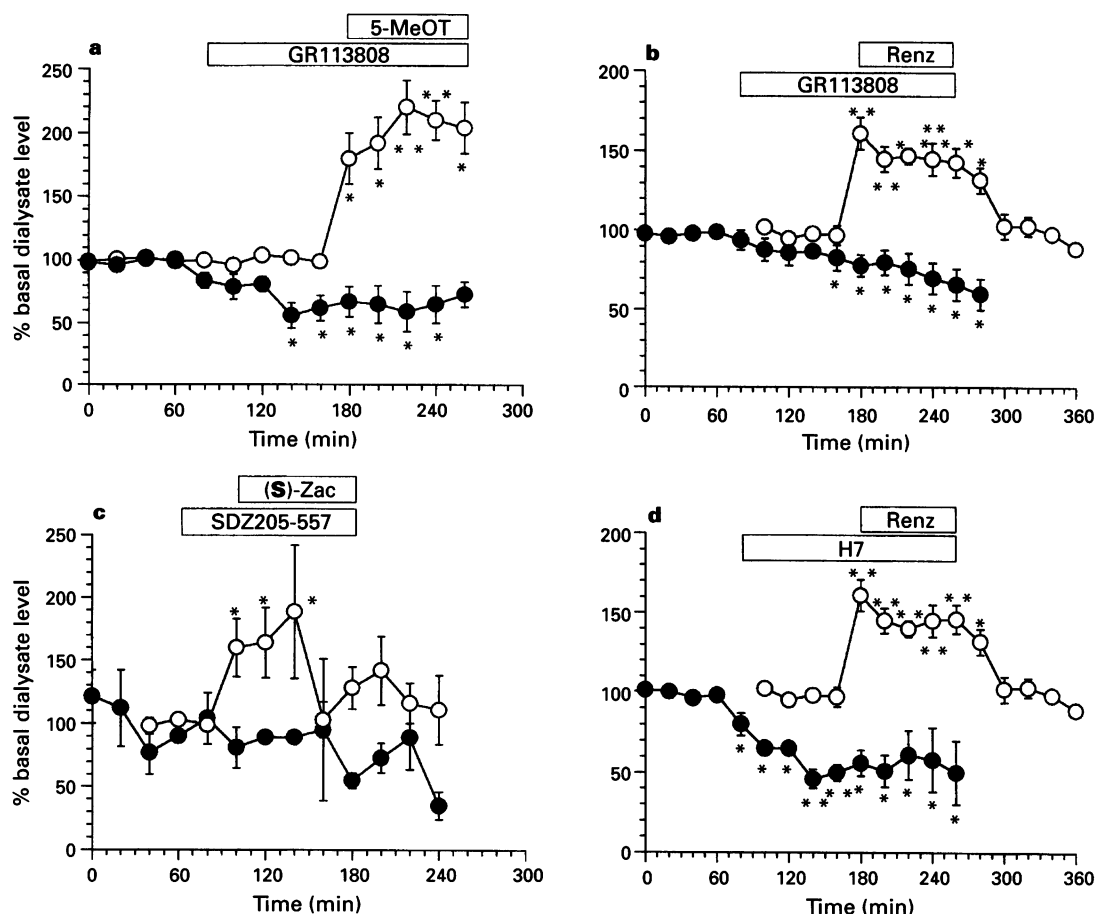 a
5-MeOT
GR113808
% basal dialysate level
250
200
150
100
50
0
0 60 120 180 240 300
Time (min)
* * * * * * * *
* * * * * *
b
Renz
GR113808
200
150
100
50
0
0 60 120 180 240 300 360
Time (min)
* * * * * * * * * * *
* * * * * * *
c
(S)-Zac
SDZ205-557
% basal dialysate level
250
200
150
100
50
0
0 60 120 180 240 300
Time (min)
* * *
d
Renz
H7
200
150
100
50
0
0 60 120 180 240 300 360
Time (min)
* * * * * * * * * * *
* * * * * * * * * * *